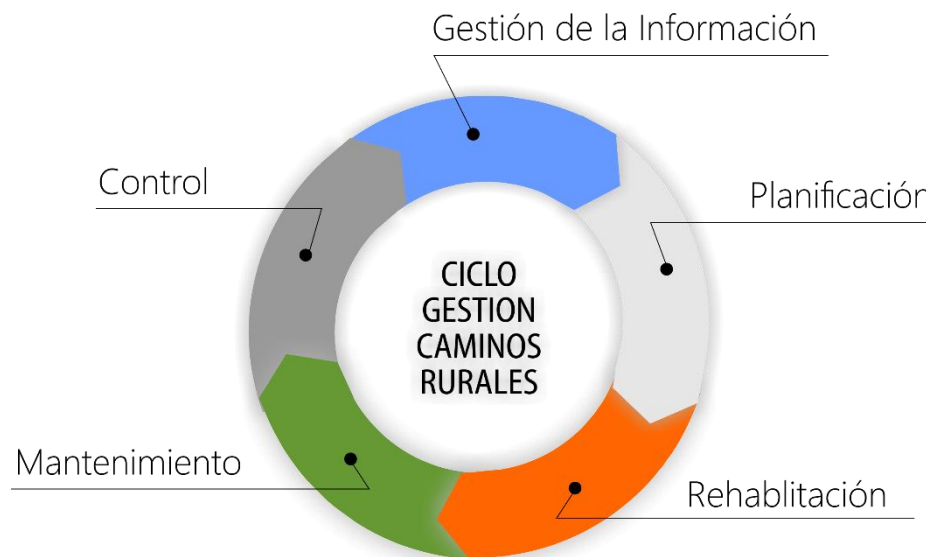 Gestión de la Información
Control
Planificación
CICLO
GESTION
CAMINOS
RURALES
Mantenimiento
Rehablitación